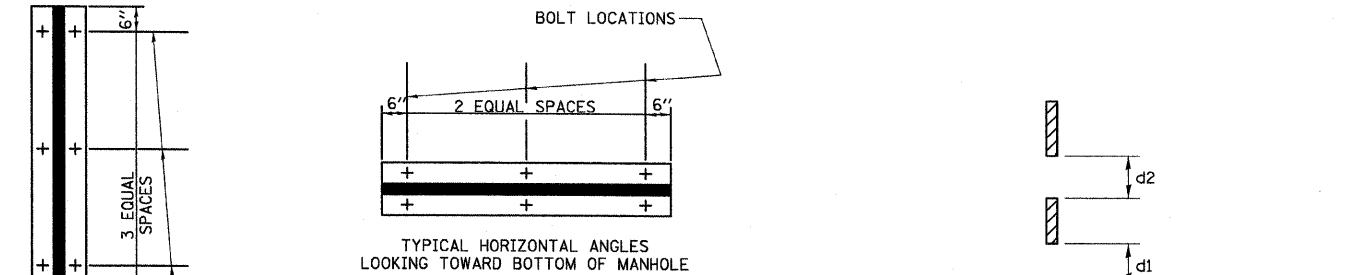 6"
BOLT LOCATIONS
6" 2 EQUAL SPACES 6"
3 EQUAL
SPACES
d2
TYPICAL HORIZONTAL ANGLES
LOOKING TOWARD BOTTOM OF MANHOLE
d1